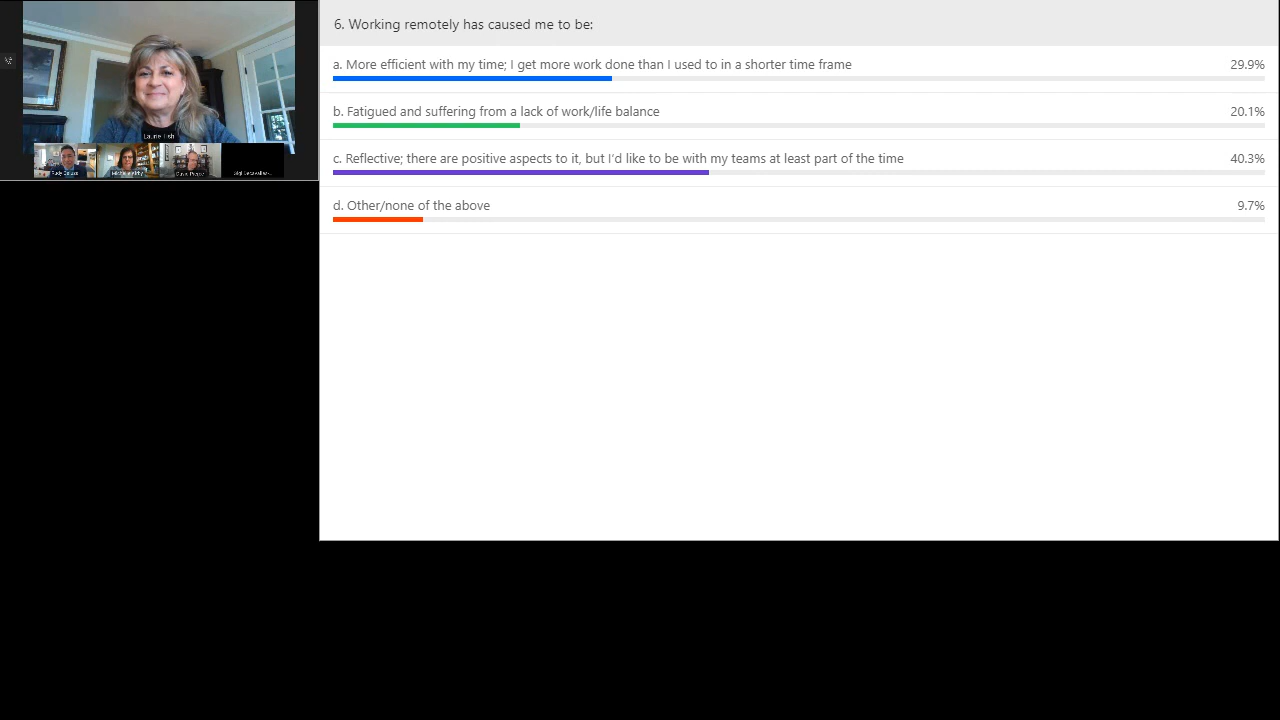 6. Working remotely has caused me to be:
a. More efficient with my time; I get more work done than I used to in a shorter time frame 29.9%
b. Fatigued and suffering from a lack of work/life balance 20.1%
c. Reflective; there are positive aspects to it, but I'd like to be with my teams at least part of the time 40.3%
d. Other/none of the above 9.7%
Laurie
David Pierce